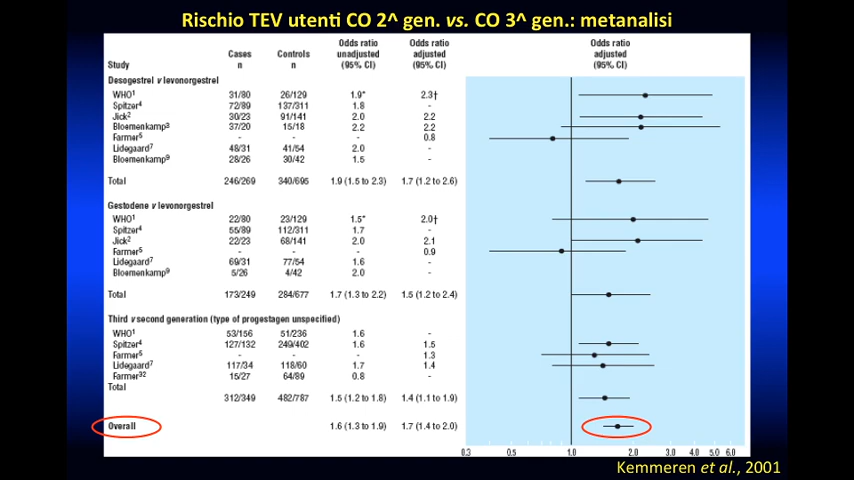 Rischio TEV utenti CO 2^ gen. vs. CO 3^ gen.: metanalisi
Study Cases n Controls n Odds ratio unadjusted (95% CI) Odds ratio adjusted (95% CI) Odds ratio adjusted (95% CI)
Desogestrel v levonorgestrel
WHO1 31/80 26/129 1.9* 2.3†
Spitzer4 72/89 137/311 1.8 -
Jick2 30/23 91/141 2.0 2.2
Bloemenkamp3 37/20 15/18 2.2 2.2
Farmer5 - - - 0.8
Lidegaard7 48/31 41/54 2.0 -
Bloemenkamp9 28/26 30/42 1.5 -
Total 246/269 340/695 1.9 (1.5 to 2.3) 1.7 (1.2 to 2.6)
Gestodene v levonorgestrel
WHO1 22/80 23/129 1.5* 2.0†
Spitzer4 55/89 112/311 1.7 -
Jick2 22/23 68/141 2.0 2.1
Farmer5 - - - 0.9
Lidegaard7 69/31 77/54 1.6 -
Bloemenkamp9 5/26 4/42 2.0 -
Total 173/249 284/677 1.7 (1.3 to 2.2) 1.5 (1.2 to 2.4)
Third v second generation (type of progestagen unspecified)
WHO1 53/156 51/236 1.6 -
Spitzer4 127/132 249/402 1.6 1.5
Farmer5 - - - 1.3
Lidegaard7 117/34 118/60 1.7 1.4
Farmer32 15/27 64/89 0.8 -
Total
312/349 482/787 1.5 (1.2 to 1.8) 1.4 (1.1 to 1.9)
Overall 1.6 (1.3 to 1.9) 1.7 (1.4 to 2.0)
0.3 0.5 1.0 2.0 3.0 4.0 5.0 6.0
Kemmeren et al., 2001